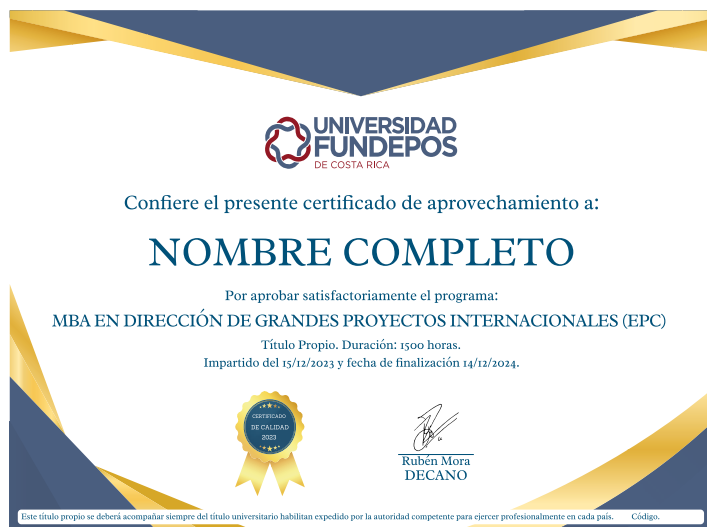 UNIVERSIDAD
FUNDEPOS
DE COSTA RICA
Confiere el presente certificado de aprovechamiento a:
NOMBRE COMPLETO
Por aprobar satisfactoriamente el programa:
MBA EN DIRECCIÓN DE GRANDES PROYECTOS INTERNACIONALES (EPC)
Título Propio. Duración: 1500 horas.
Impartido del 15/12/2023 y fecha de finalización 14/12/2024.
CERTIFICADO
DE CALIDAD
2023
Rubén Mora
DECANO
Este título propio se deberá acompañar siempre del título universitario habilitan expedido por la autoridad competente para ejercer profesionalmente en cada país. Código.